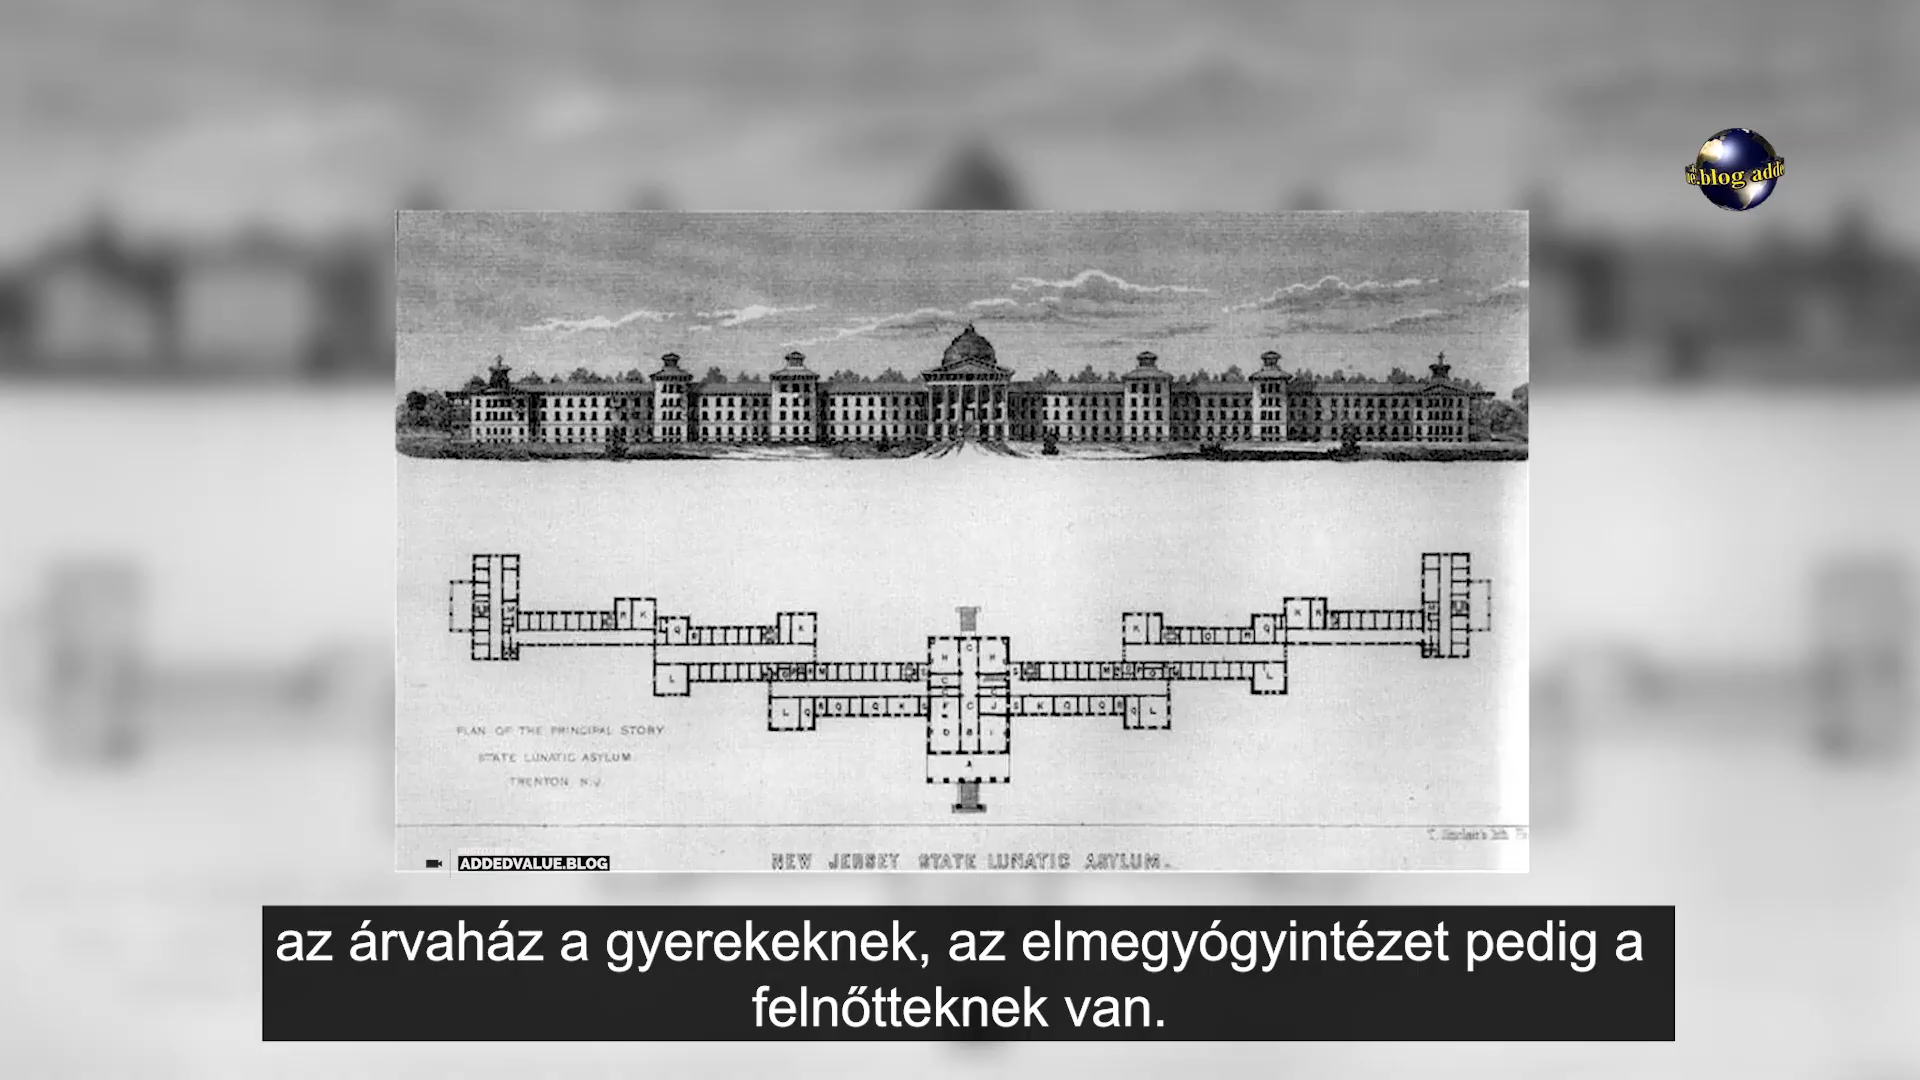 .blog adde
PLAN OF THE PRINCIPAL STORY
STATE LUNATIC ASYLUM
TRENTON N.J.
NEW JERSEY STATE LUNATIC ASYLUM.
ADDEDVALUE.BLOG
az árvaház a gyerekeknek, az elmegyógyintézet pedig a
felnőtteknek van.